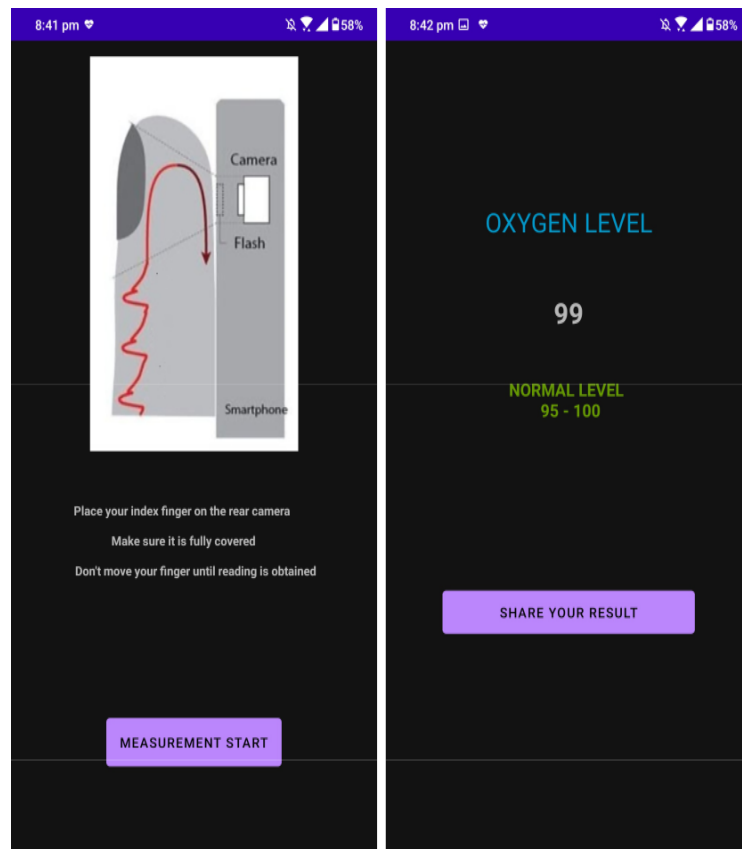 8:41 pm
58%
Camera
Flash
Smartphone
Place your index finger on the rear camera
Make sure it is fully covered
Don't move your finger until reading is obtained
MEASUREMENT START
8:42 pm
58%
OXYGEN LEVEL
99
NORMAL LEVEL
95 - 100
SHARE YOUR RESULT